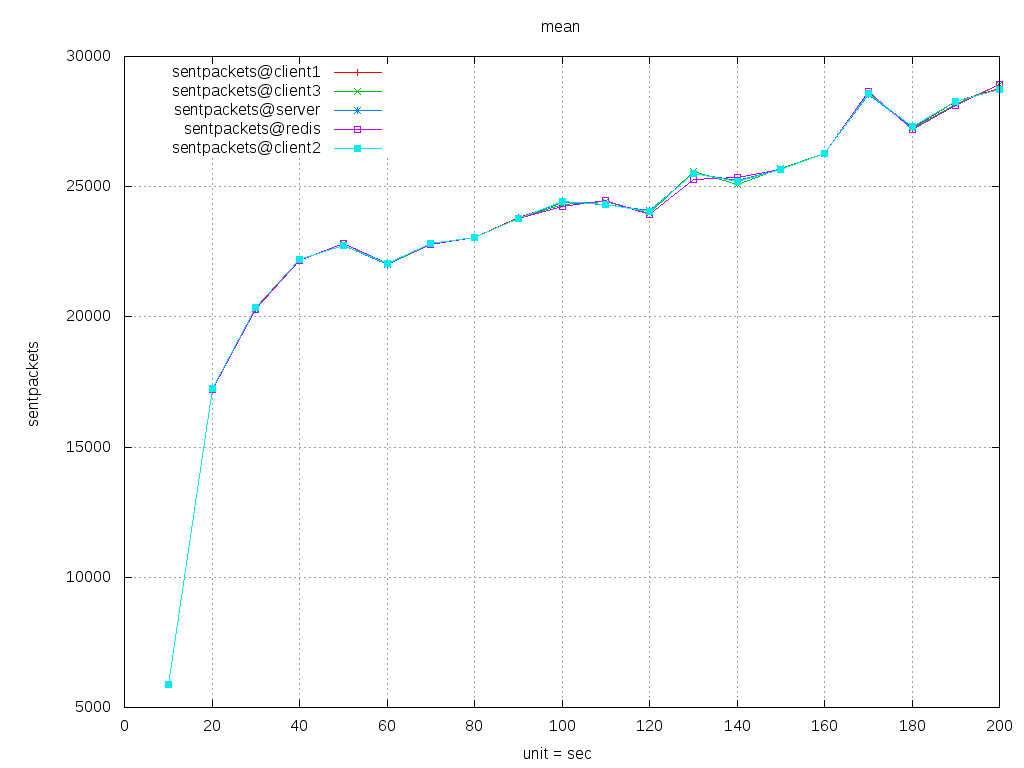 mean
30000
25000
20000
15000
10000
5000
sentpackets
sentpackets@client1
sentpackets@client3
sentpackets@server
sentpackets@redis
sentpackets@client2
0 20 40 60 80 100 120 140 160 180 200
unit = sec